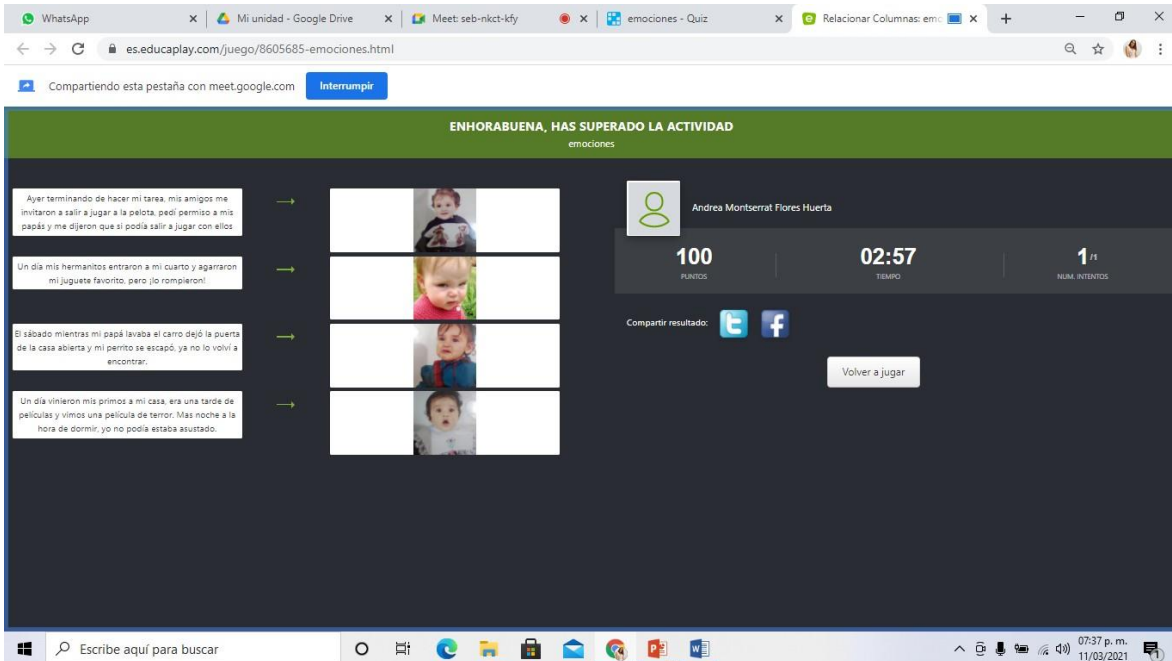 WhatsApp
Mi unidad - Google Drive
Meet: seb-nkct-kfy
emociones - Quiz
Relacionar Columnas: emo
es.educaplay.com/juego/8605685-emociones.html
Compartiendo esta pestaña con meet.google.com
Interrumpir
ENHORABUENA, HAS SUPERADO LA ACTIVIDAD
emociones
Ayer terminando de hacer mi tarea, mis amigos me
invitaron a salir a jugar a la pelota, pedí permiso a mis
papás y me dijeron que si podía salir a jugar con ellos
Un día mis hermanitos entraron a mi cuarto y agarraron
mi juguete favorito, pero ¡lo rompieron!
El sábado mientras mi papá lavaba el carro dejó la puerta
de la casa abierta y mi perrito se escapó, ya no lo volví a
encontrar.
Un día vinieron mis primos a mi casa, era una tarde de
películas y vimos una película de terror. Mas noche a la
hora de dormir, yo no podía estaba asustado.
Andrea Montserrat Flores Huerta
100
PUNTOS
02:57
TIEMPO
1/1
NUM. INTENTOS
Compartir resultado:
Volver a jugar
Escribe aquí para buscar
07:37 p. m.
11/03/2021